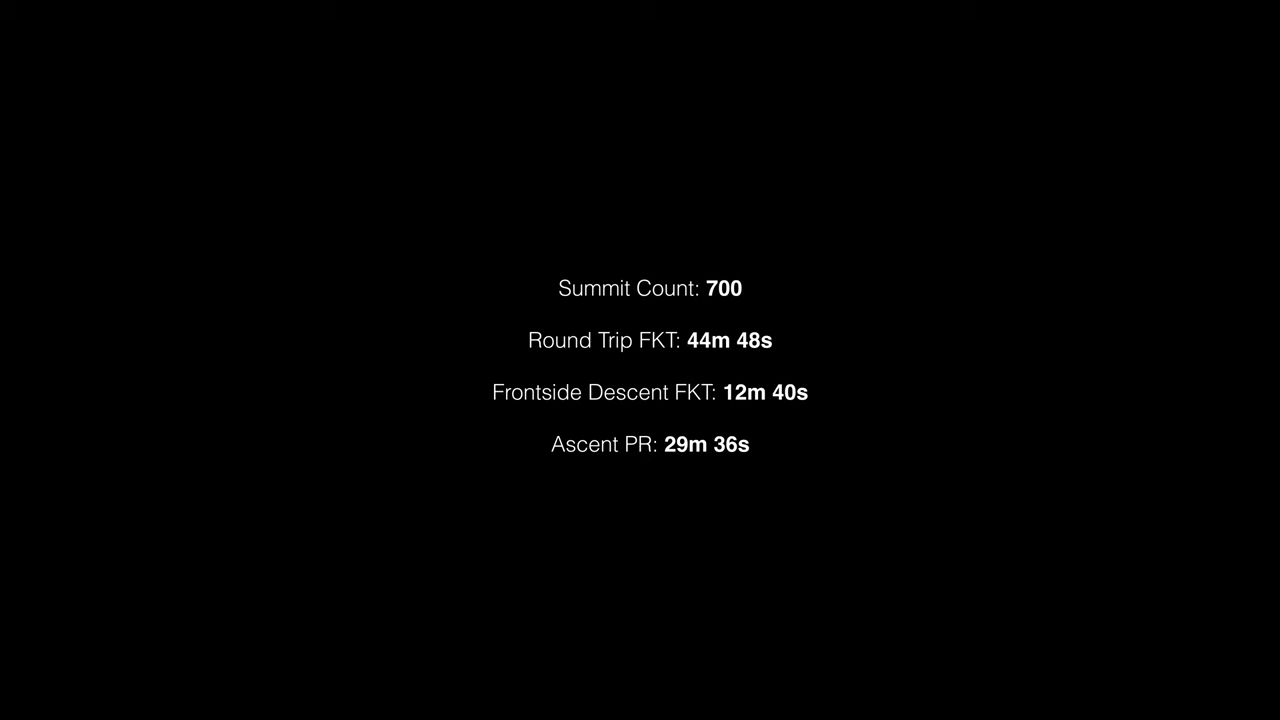 Summit Count: 700
Round Trip FKT: 44m 48s
Frontside Descent FKT: 12m 40s
Ascent PR: 29m 36s